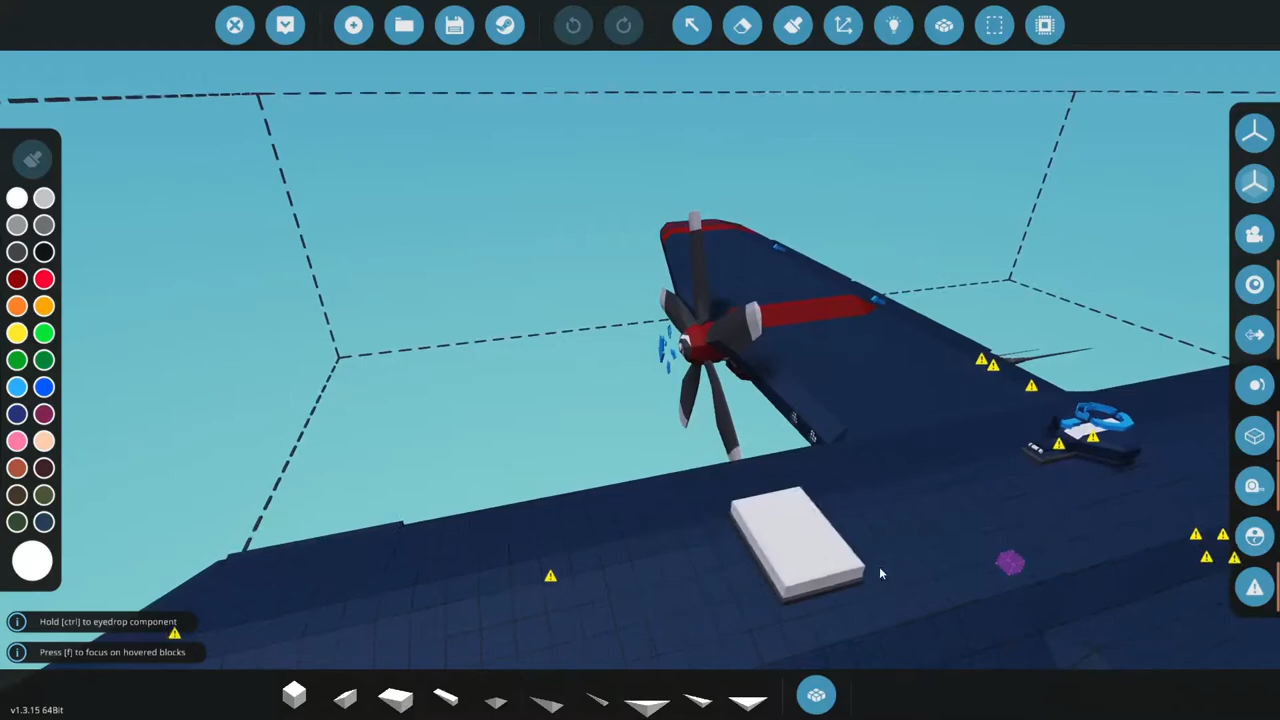 Hold [ctrl] to eyedrop component
Press [f] to focus on hovered blocks
v1.3.15 64Bit